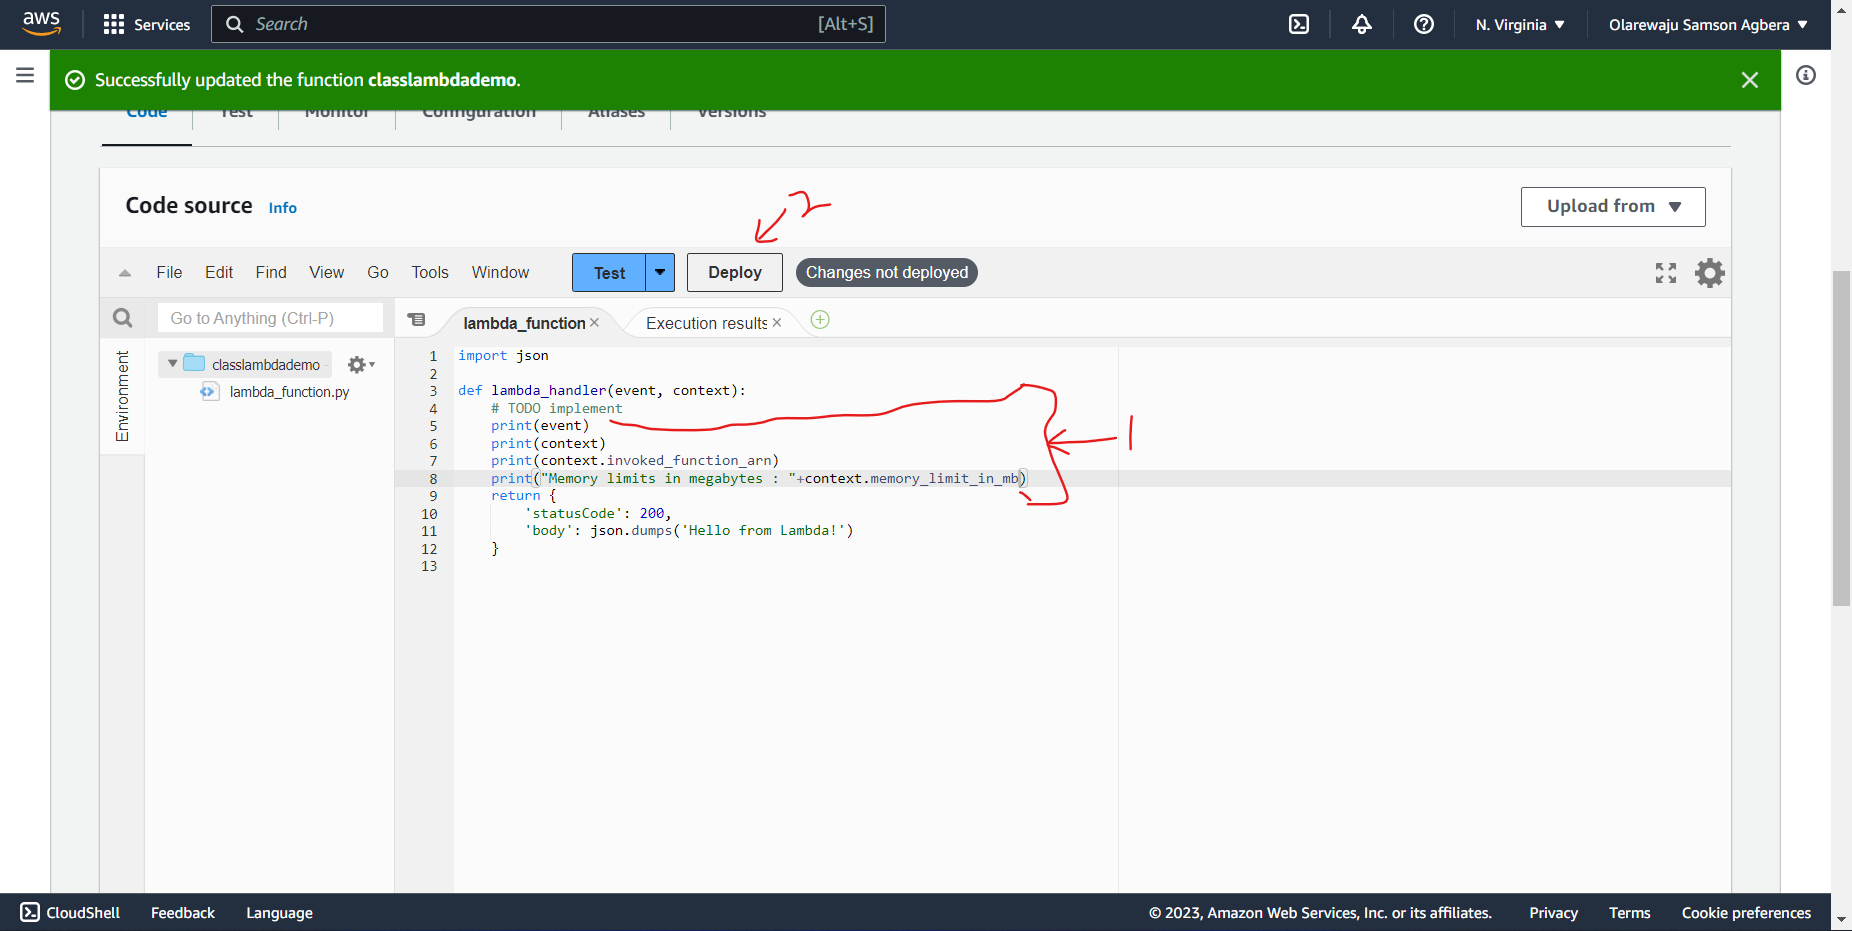 aws Services Search [Alt+S] N. Virginia Olarewaju Samson Agbera
Successfully updated the function classlambdademo.
Code Test Monitor Configuration Aliases Versions
Code source Info Upload from
2
File Edit Find View Go Tools Window Test Deploy Changes not deployed
Go to Anything (Ctrl-P) lambda_function Execution results
Environment
classlambdademo
lambda_function.py
1 import json
2
3 def lambda_handler(event, context):
4 # TODO implement
5 print(event)
6 print(context)
7 print(context.invoked_function_arn)
8 print("Memory limits in megabytes : "+context.memory_limit_in_mb)
9 return {
10 'statusCode': 200,
11 'body': json.dumps('Hello from Lambda!')
12 }
13
1
CloudShell Feedback Language © 2023, Amazon Web Services, Inc. or its affiliates. Privacy Terms Cookie preferences